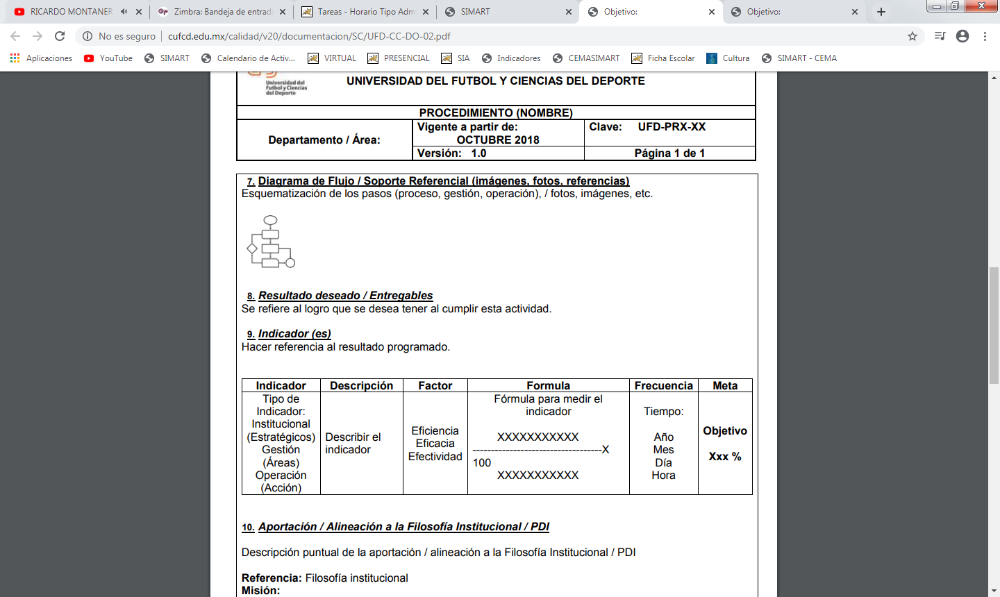 RICARDO MONTANER
Zimbra: Bandeja de entrada
Tareas - Horario Tipo Adm
SIMART
Objetivo:
Objetivo:
No es seguro
cufcd.edu.mx/calidad/v20/documentacion/SC/UFD-CC-DO-02.pdf
Aplicaciones
YouTube
SIMART
Calendario de Activ...
VIRTUAL
PRESENCIAL
SIA
Indicadores
CEMASIMART
Ficha Escolar
Cultura
SIMART - CEMA
Universidad del
Futbol y Ciencias
del Deporte
UNIVERSIDAD DEL FUTBOL Y CIENCIAS DEL DEPORTE
PROCEDIMIENTO (NOMBRE)
Departamento / Área:
Vigente a partir de:
OCTUBRE 2018
Clave: UFD-PRX-XX
Versión: 1.0
Página 1 de 1
7. Diagrama de Flujo / Soporte Referencial (imágenes, fotos, referencias)
Esquematización de los pasos (proceso, gestión, operación), / fotos, imágenes, etc.
8. Resultado deseado / Entregables
Se refiere al logro que se desea tener al cumplir esta actividad.
9. Indicador (es)
Hacer referencia al resultado programado.
Indicador Descripción Factor Formula Frecuencia Meta
Tipo de
Indicador:
Institucional
(Estratégicos)
Gestión
(Áreas)
Operación
(Acción)
Describir el
indicador
Eficiencia
Eficacia
Efectividad
Fórmula para medir el
indicador
XXXXXXXXXXX
-----------------------------------X
100
XXXXXXXXXXX
Tiempo:
Año
Mes
Día
Hora
Objetivo
Xxx %
10. Aportación / Alineación a la Filosofía Institucional / PDI
Descripción puntual de la aportación / alineación a la Filosofía Institucional / PDI
Referencia: Filosofía institucional
Misión: